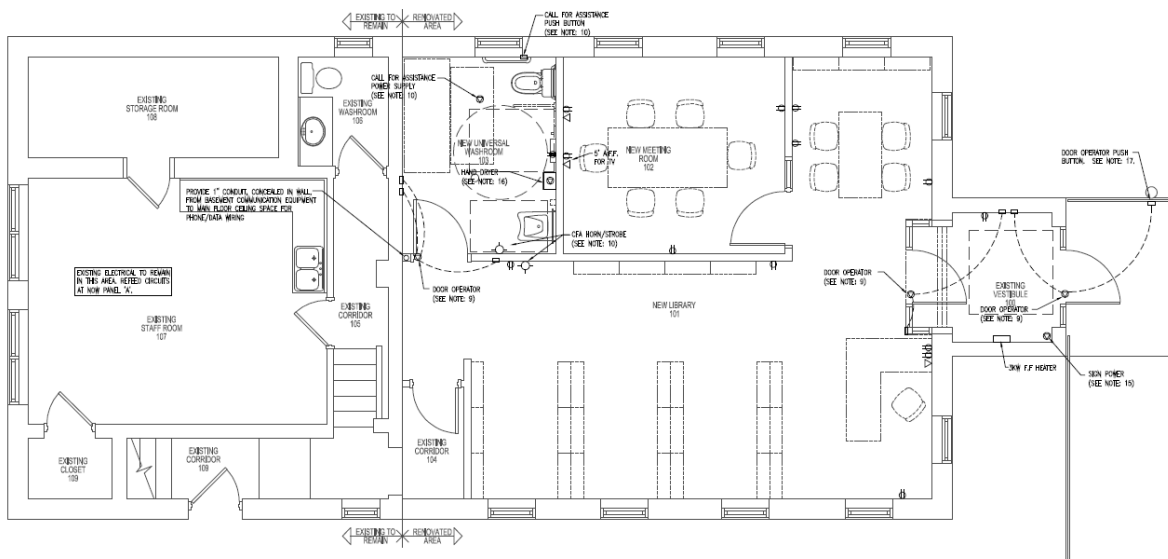 EXISTING TO
REMAIN
RENOVATED
AREA
CALL FOR ASSISTANCE
PUSH BUTTON
(SEE NOTE: 10)
EXISTING
STORAGE ROOM
108
EXISTING
WASHROOM
106
CALL FOR ASSISTANCE
POWER SUPPLY
(SEE NOTE: 10)
NEW UNIVERSAL
WASHROOM
103
HAND DRYER
(SEE NOTE: 16)
5' A.F.F.
FOR TV
NEW MEETING
ROOM
102
DOOR OPERATOR PUSH
BUTTON. SEE NOTE: 17.
PROVIDE 1" CONDUIT, CONCEALED IN WALL,
FROM BASEMENT COMMUNICATION EQUIPMENT
TO MAIN FLOOR CEILING SPACE FOR
PHONE/DATA WIRING
CFA HORN/STROBE
(SEE NOTE: 10)
EXISTING ELECTRICAL TO REMAIN
IN THIS AREA. REFEED CIRCUITS
AT NOW PANEL 'A'.
DOOR OPERATOR
(SEE NOTE: 9)
DOOR OPERATOR
(SEE NOTE: 9)
EXISTING
VESTIBULE
100
DOOR OPERATOR
(SEE NOTE: 9)
EXISTING
STAFF ROOM
107
EXISTING
CORRIDOR
105
NEW LIBRARY
101
3KW F.F HEATER
SIGN POWER
(SEE NOTE: 15)
EXISTING
CLOSET
109
EXISTING
CORRIDOR
109
EXISTING
CORRIDOR
104
EXISTING TO
REMAIN
RENOVATED
AREA